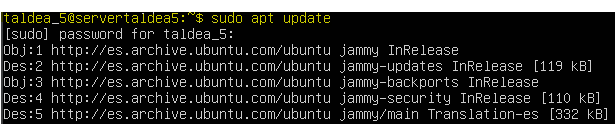 taldea_5@servertaldea5:~$ sudo apt update
[sudo] password for taldea_5:
Obj:1 http://es.archive.ubuntu.com/ubuntu jammy InRelease
Des:2 http://es.archive.ubuntu.com/ubuntu jammy-updates InRelease [119 kB]
Obj:3 http://es.archive.ubuntu.com/ubuntu jammy-backports InRelease
Des:4 http://es.archive.ubuntu.com/ubuntu jammy-security InRelease [110 kB]
Des:5 http://es.archive.ubuntu.com/ubuntu jammy/main Translation-es [332 kB]